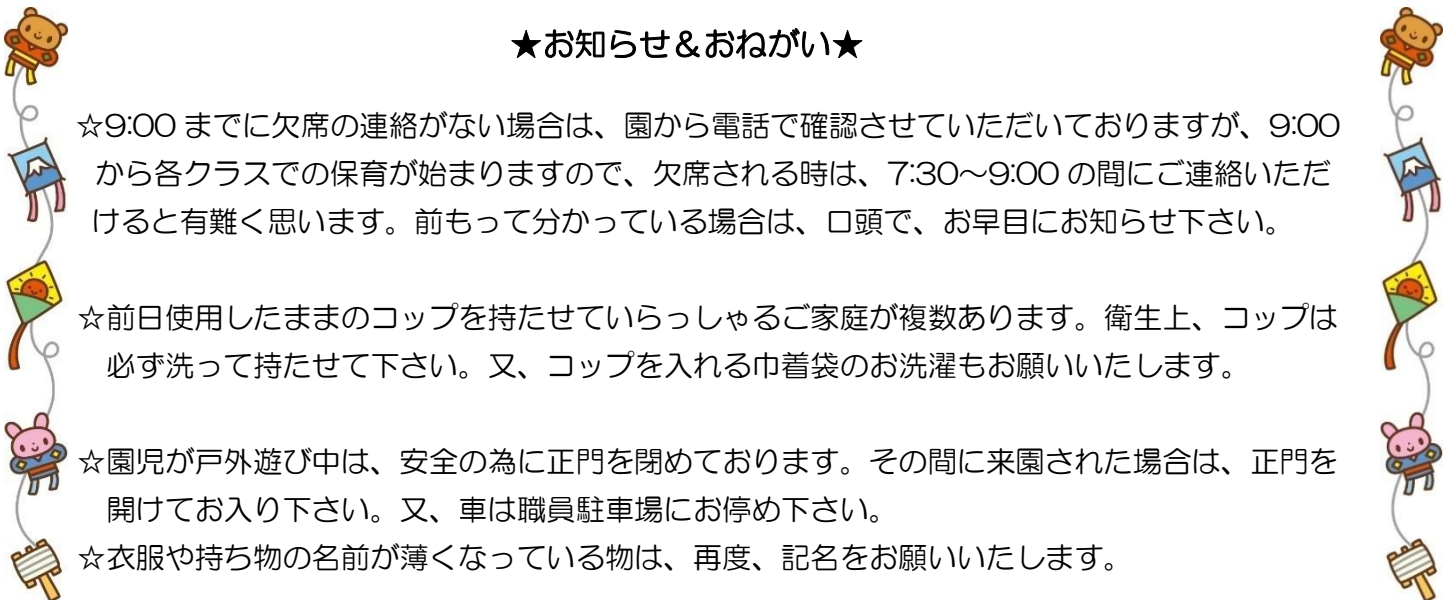 ★お知らせ＆おねがい★
☆9:00 までに欠席の連絡がない場合は、園から電話で確認させていただいておりますが、9:00
から各クラスでの保育が始まりますので、欠席される時は、7:30～9:00 の間にご連絡いただ
けると有難く思います。前もって分かっている場合は、口頭で、お早目にお知らせ下さい。
☆前日使用したままのコップを持たせていらっしゃるご家庭が複数あります。衛生上、コップは
必ず洗って持たせて下さい。又、コップを入れる巾着袋のお洗濯もお願いいたします。
☆園児が戸外遊び中は、安全の為に正門を閉めております。その間に来園された場合は、正門を
開けてお入り下さい。又、車は職員駐車場にお停め下さい。
☆衣服や持ち物の名前が薄くなっている物は、再度、記名をお願いいたします。